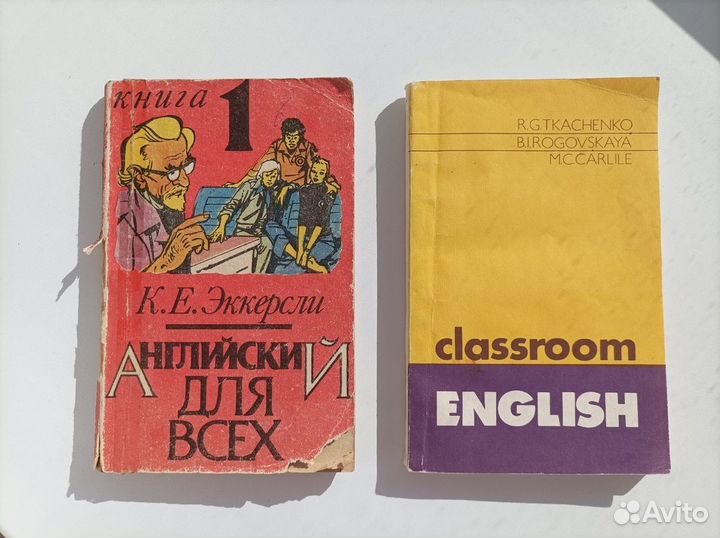 книга 1
К. Е. Эккерсли
Английский
для
всех
R.G.TKACHENKO
B.I.ROGOVSKAYA
M.C.CARLILE
classroom
ENGLISH
Avito